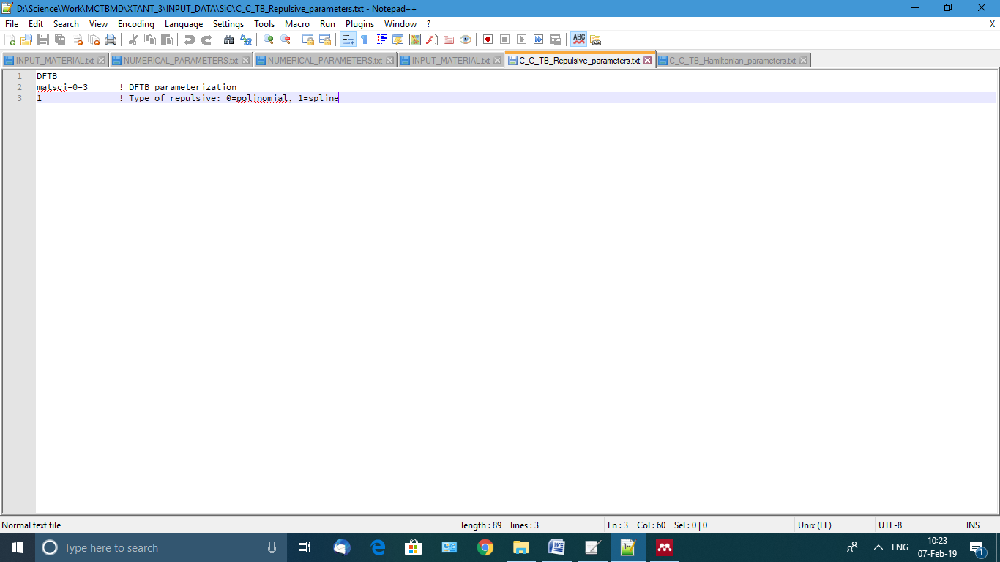 D:\Science\Work\MCTBMD\XTANT_3\INPUT_DATA\SiC\C_C_TB_Repulsive_parameters.txt - Notepad++
File Edit Search View Encoding Language Settings Tools Macro Run Plugins Window ? X
INPUT_MATERIAL.txt NUMERICAL_PARAMETERS.txt NUMERICAL_PARAMETERS.txt INPUT_MATERIAL.txt C_C_TB_Repulsive_parameters.txt C_C_TB_Hamiltonian_parameters.txt
1 DFTB
2 matsci-0-3 ! DFTB parameterization
3 1 ! Type of repulsive: 0=polinomial, 1=spline
Normal text file length : 89 lines : 3 Ln : 3 Col : 60 Sel : 0 | 0 Unix (LF) UTF-8 INS
Type here to search ENG 10:23
07-Feb-19 1